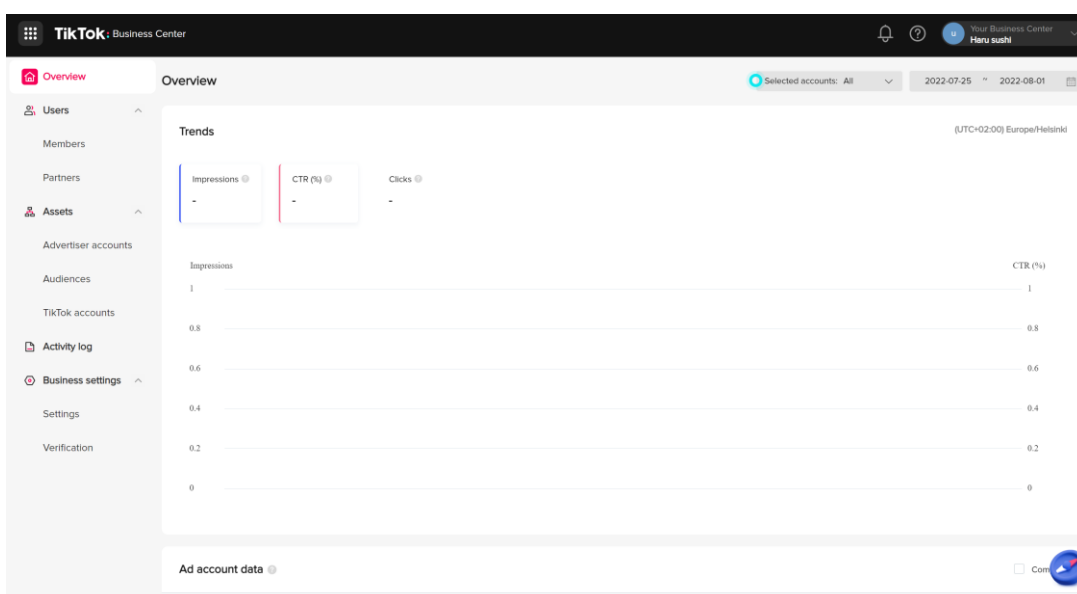 TikTok: Business Center
Your Business Center
u
Haru sushi
Overview
Users
Members
Partners
Assets
Advertiser accounts
Audiences
TikTok accounts
Activity log
Business settings
Settings
Verification
Overview
Selected accounts: All
2022-07-25 ~ 2022-08-01
Trends
(UTC+02:00) Europe/Helsinki
Impressions CTR (%) Clicks
- - -
Impressions CTR (%)
1 1
0.8 0.8
0.6 0.6
0.4 0.4
0.2 0.2
0 0
Ad account data